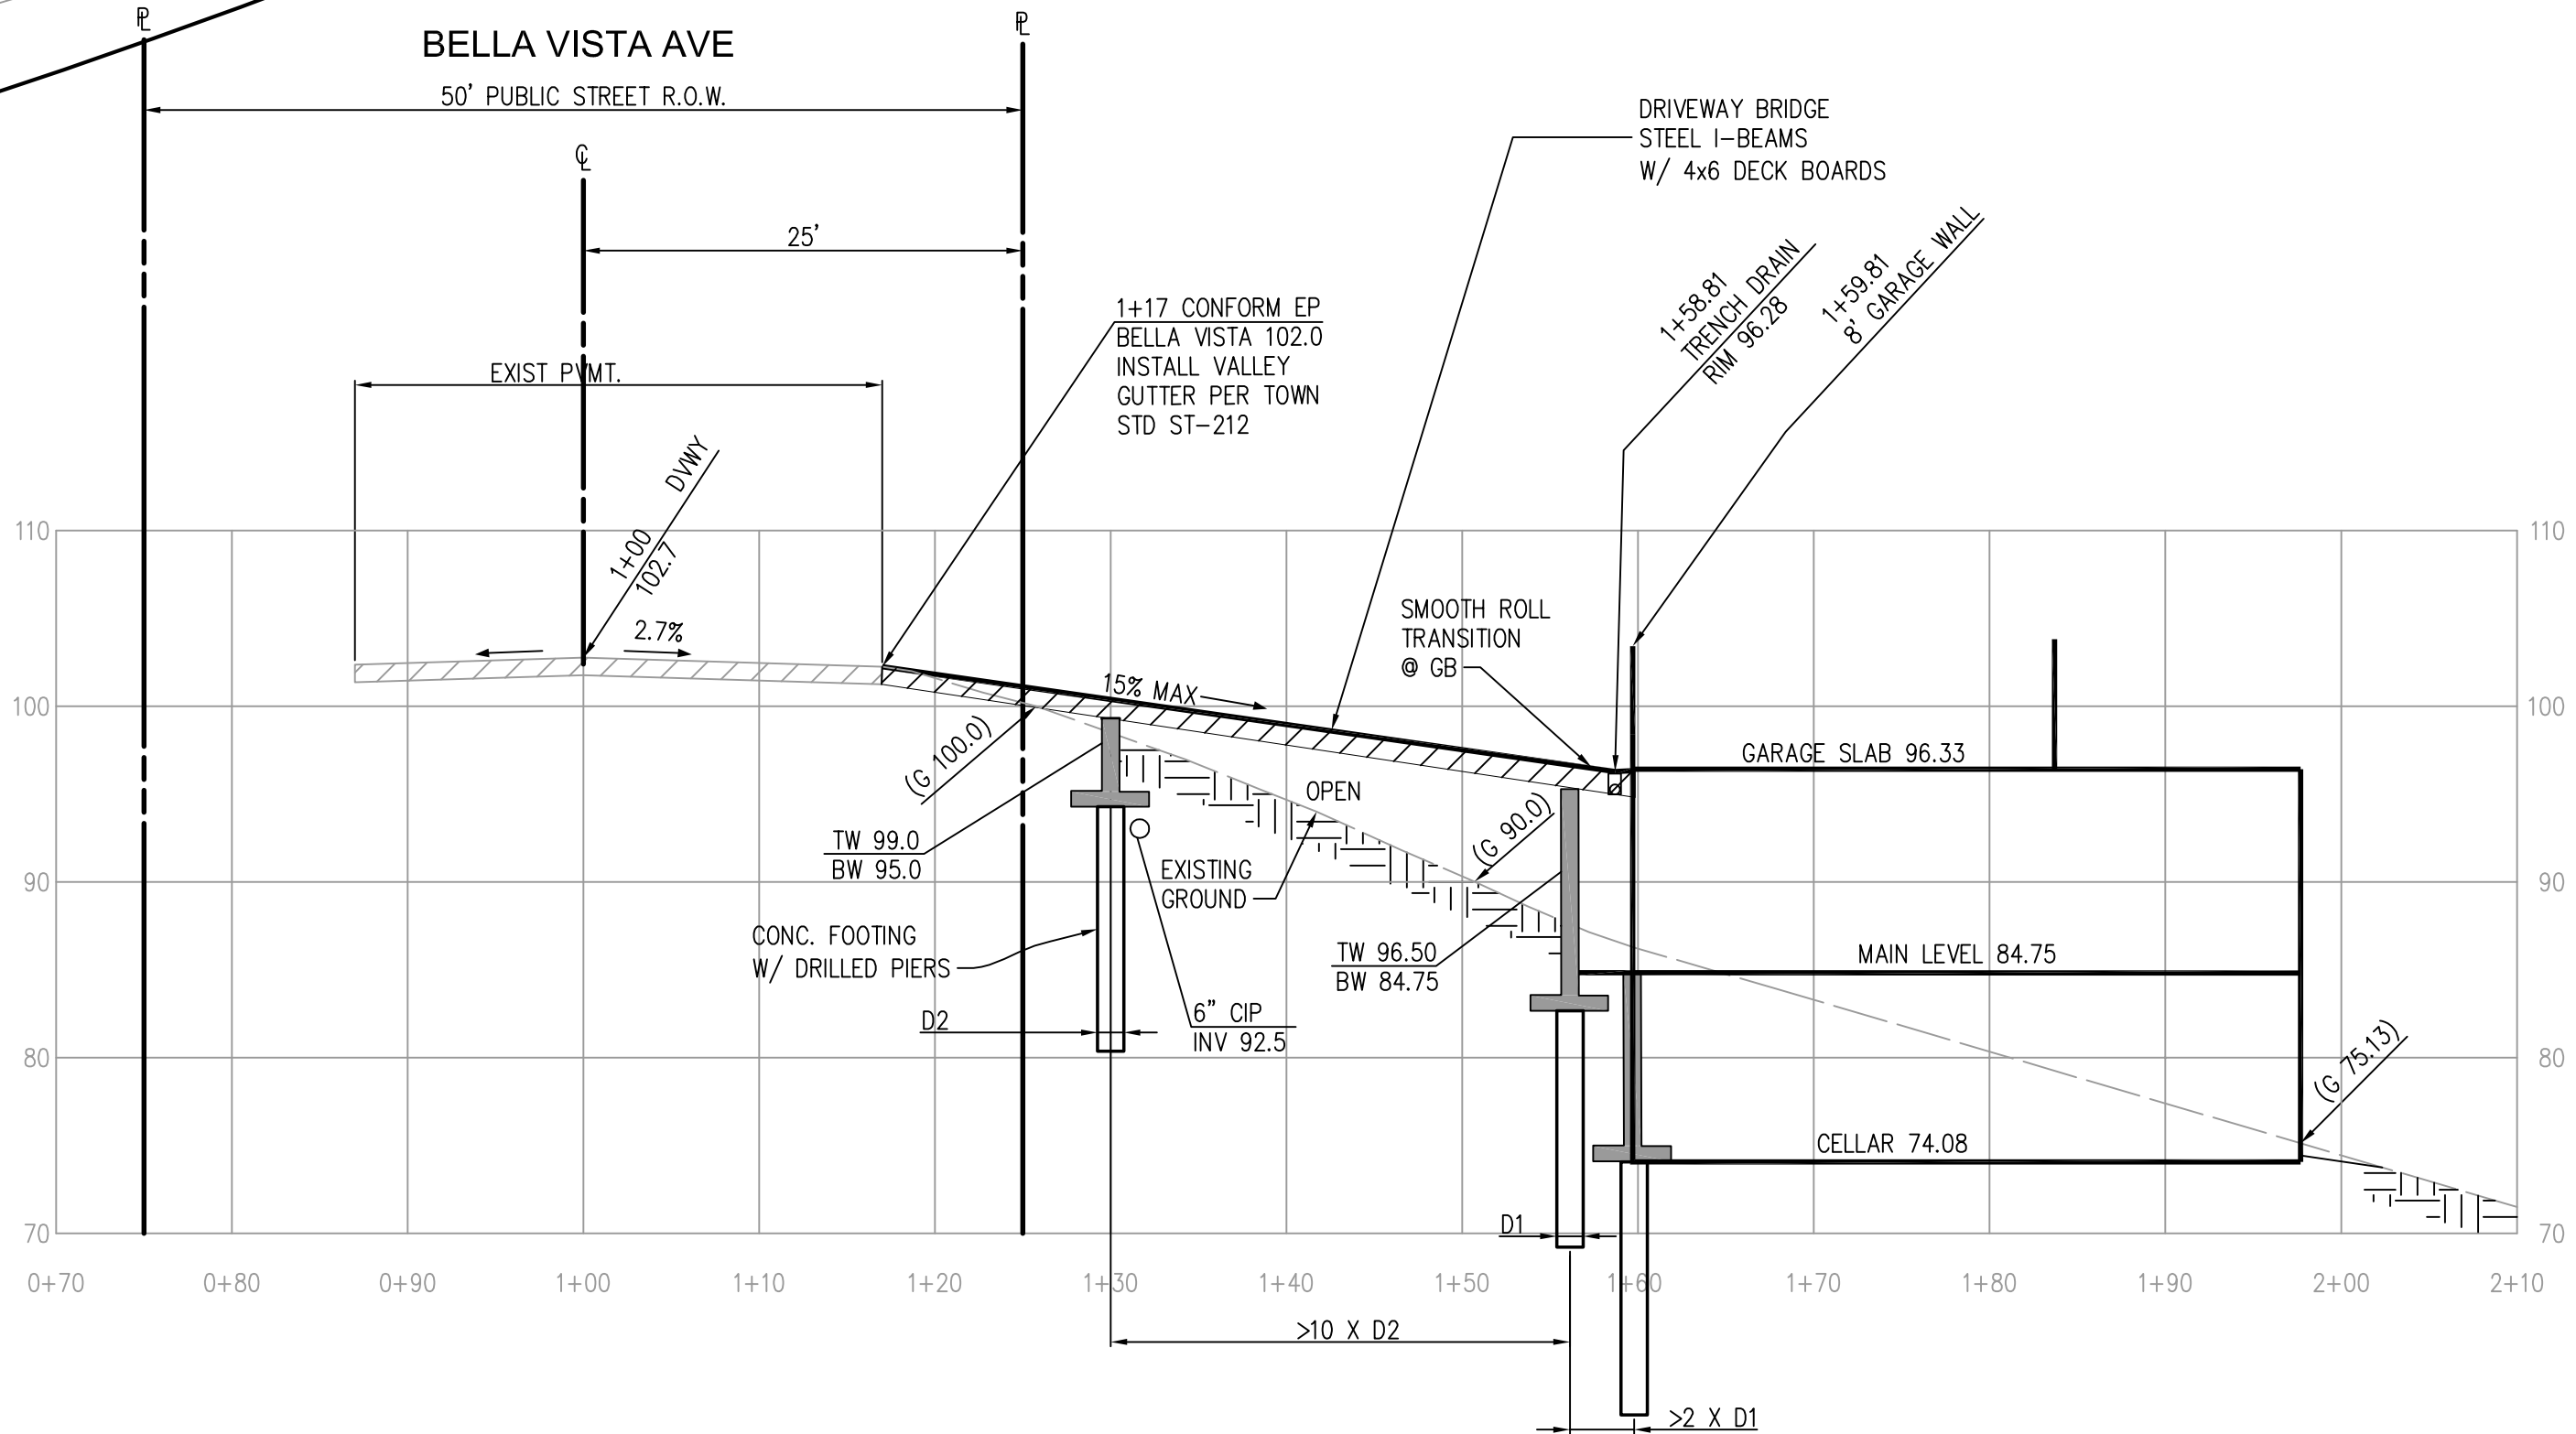 PL
BELLA VISTA AVE
PL
50' PUBLIC STREET R.O.W.
CL
25'
DRIVEWAY BRIDGE
STEEL I-BEAMS
W/ 4x6 DECK BOARDS
1+17 CONFORM EP
BELLA VISTA 102.0
INSTALL VALLEY
GUTTER PER TOWN
STD ST-212
1+58.81
TRENCH DRAIN
RIM 96.28
1+59.81
8' GARAGE WALL
EXIST PVMT.
1+00 DVWY
102.7
2.7%
SMOOTH ROLL
TRANSITION
@ GB
15% MAX
110
110
100
100
90
90
80
80
70
70
(G 100.0)
GARAGE SLAB 96.33
OPEN
TW 99.0
BW 95.0
EXISTING
GROUND
(G 90.0)
CONC. FOOTING
W/ DRILLED PIERS
TW 96.50
BW 84.75
MAIN LEVEL 84.75
D2
6" CIP
INV 92.5
(G 75.13)
CELLAR 74.08
D1
0+70
0+80
0+90
1+00
1+10
1+20
1+30
1+40
1+50
1+60
1+70
1+80
1+90
2+00
2+10
>10 X D2
>2 X D1